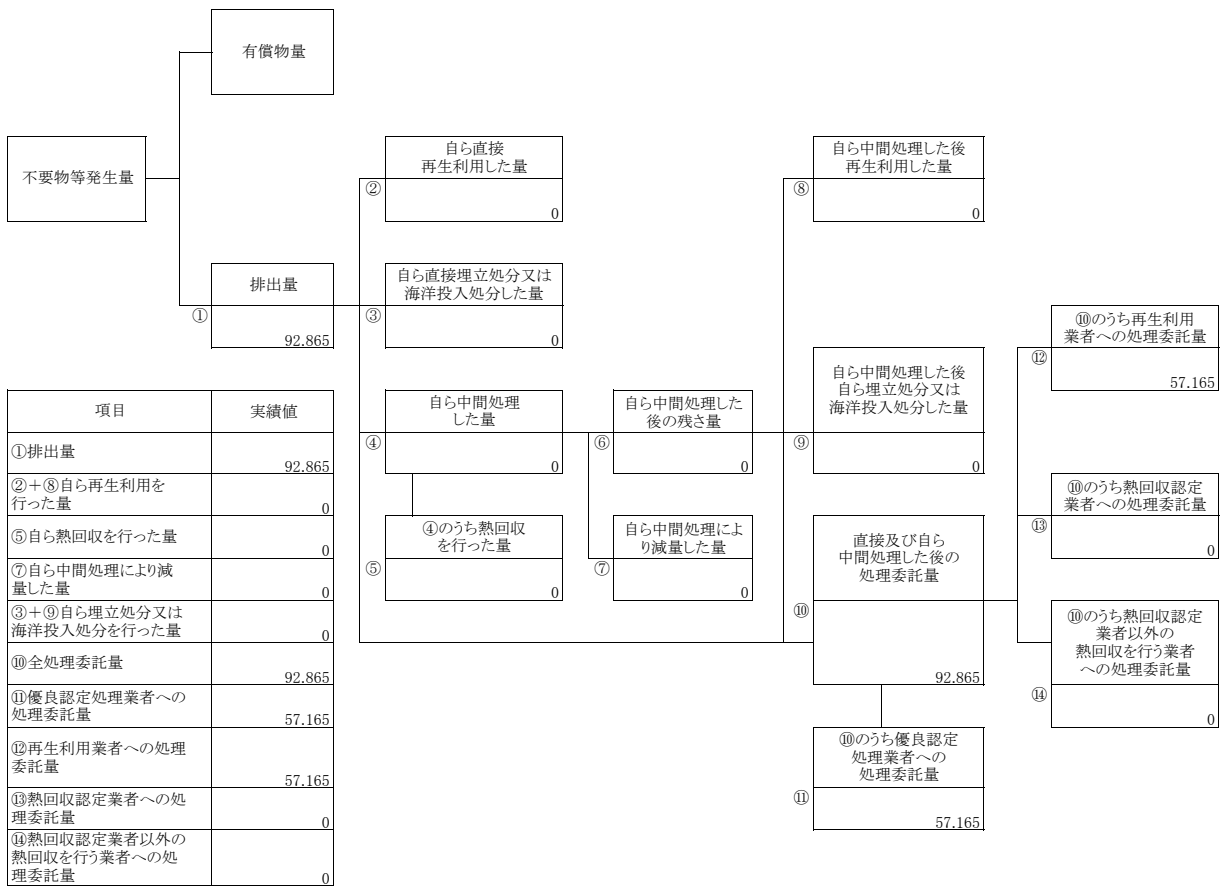 有償物量
不要物等発生量
自ら直接
再生利用した量
②
0
自ら中間処理した後
再生利用した量
⑧
0
排出量
①
92.865
自ら直接埋立処分又は
海洋投入処分した量
③
0
⑩のうち再生利用
業者への処理委託量
⑫
57.165
自ら中間処理
した量
④
0
自ら中間処理した
後の残さ量
⑥
0
自ら中間処理した後
自ら埋立処分又は
海洋投入処分した量
⑨
0
④のうち熱回収
を行った量
⑤
0
自ら中間処理によ
り減量した量
⑦
0
直接及び自ら
中間処理した後の
処理委託量
⑩
92.865
⑩のうち熱回収認定
業者への処理委託量
⑬
0
⑩のうち熱回収認定
業者以外の
熱回収を行う業者
への処理委託量
⑭
0
⑩のうち優良認定
処理業者への
処理委託量
⑪
57.165
項目 実績値
①排出量
92.865
②+⑧自ら再生利用を
行った量
0
⑤自ら熱回収を行った量
0
⑦自ら中間処理により減
量した量
0
③+⑨自ら埋立処分又は
海洋投入処分を行った量
0
⑩全処理委託量
92.865
⑪優良認定処理業者への
処理委託量
57.165
⑫再生利用業者への処理
委託量
57.165
⑬熱回収認定業者への処
理委託量
0
⑭熱回収認定業者以外の
熱回収を行う業者への処
理委託量
0